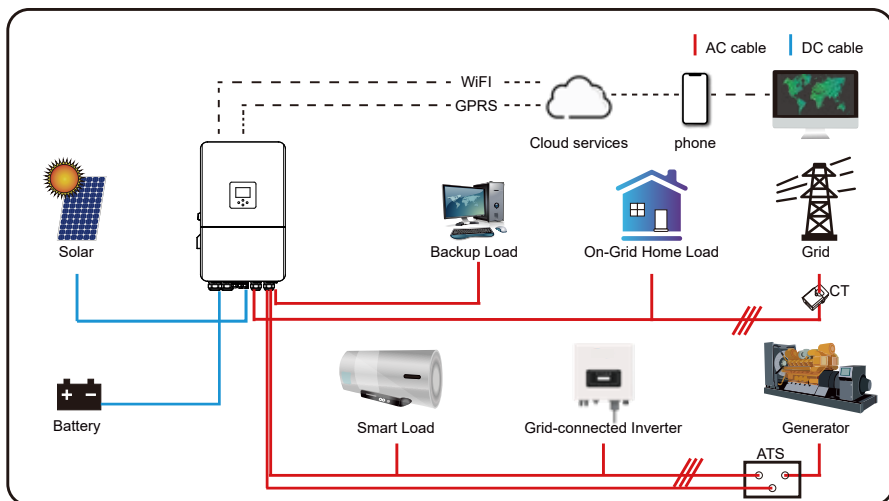 AC cable
DC cable
WiFI
GPRS
Cloud services
phone
Solar
Backup Load
On-Grid Home Load
Grid
CT
Battery
Smart Load
Grid-connected Inverter
Generator
ATS